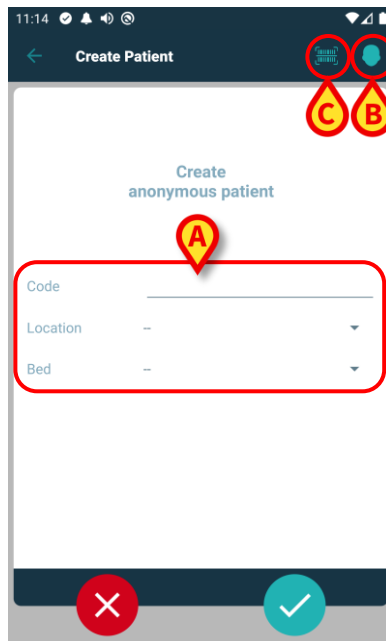 11:14
Create Patient
C
B
Create
anonymous patient
A
Code
Location --
Bed --